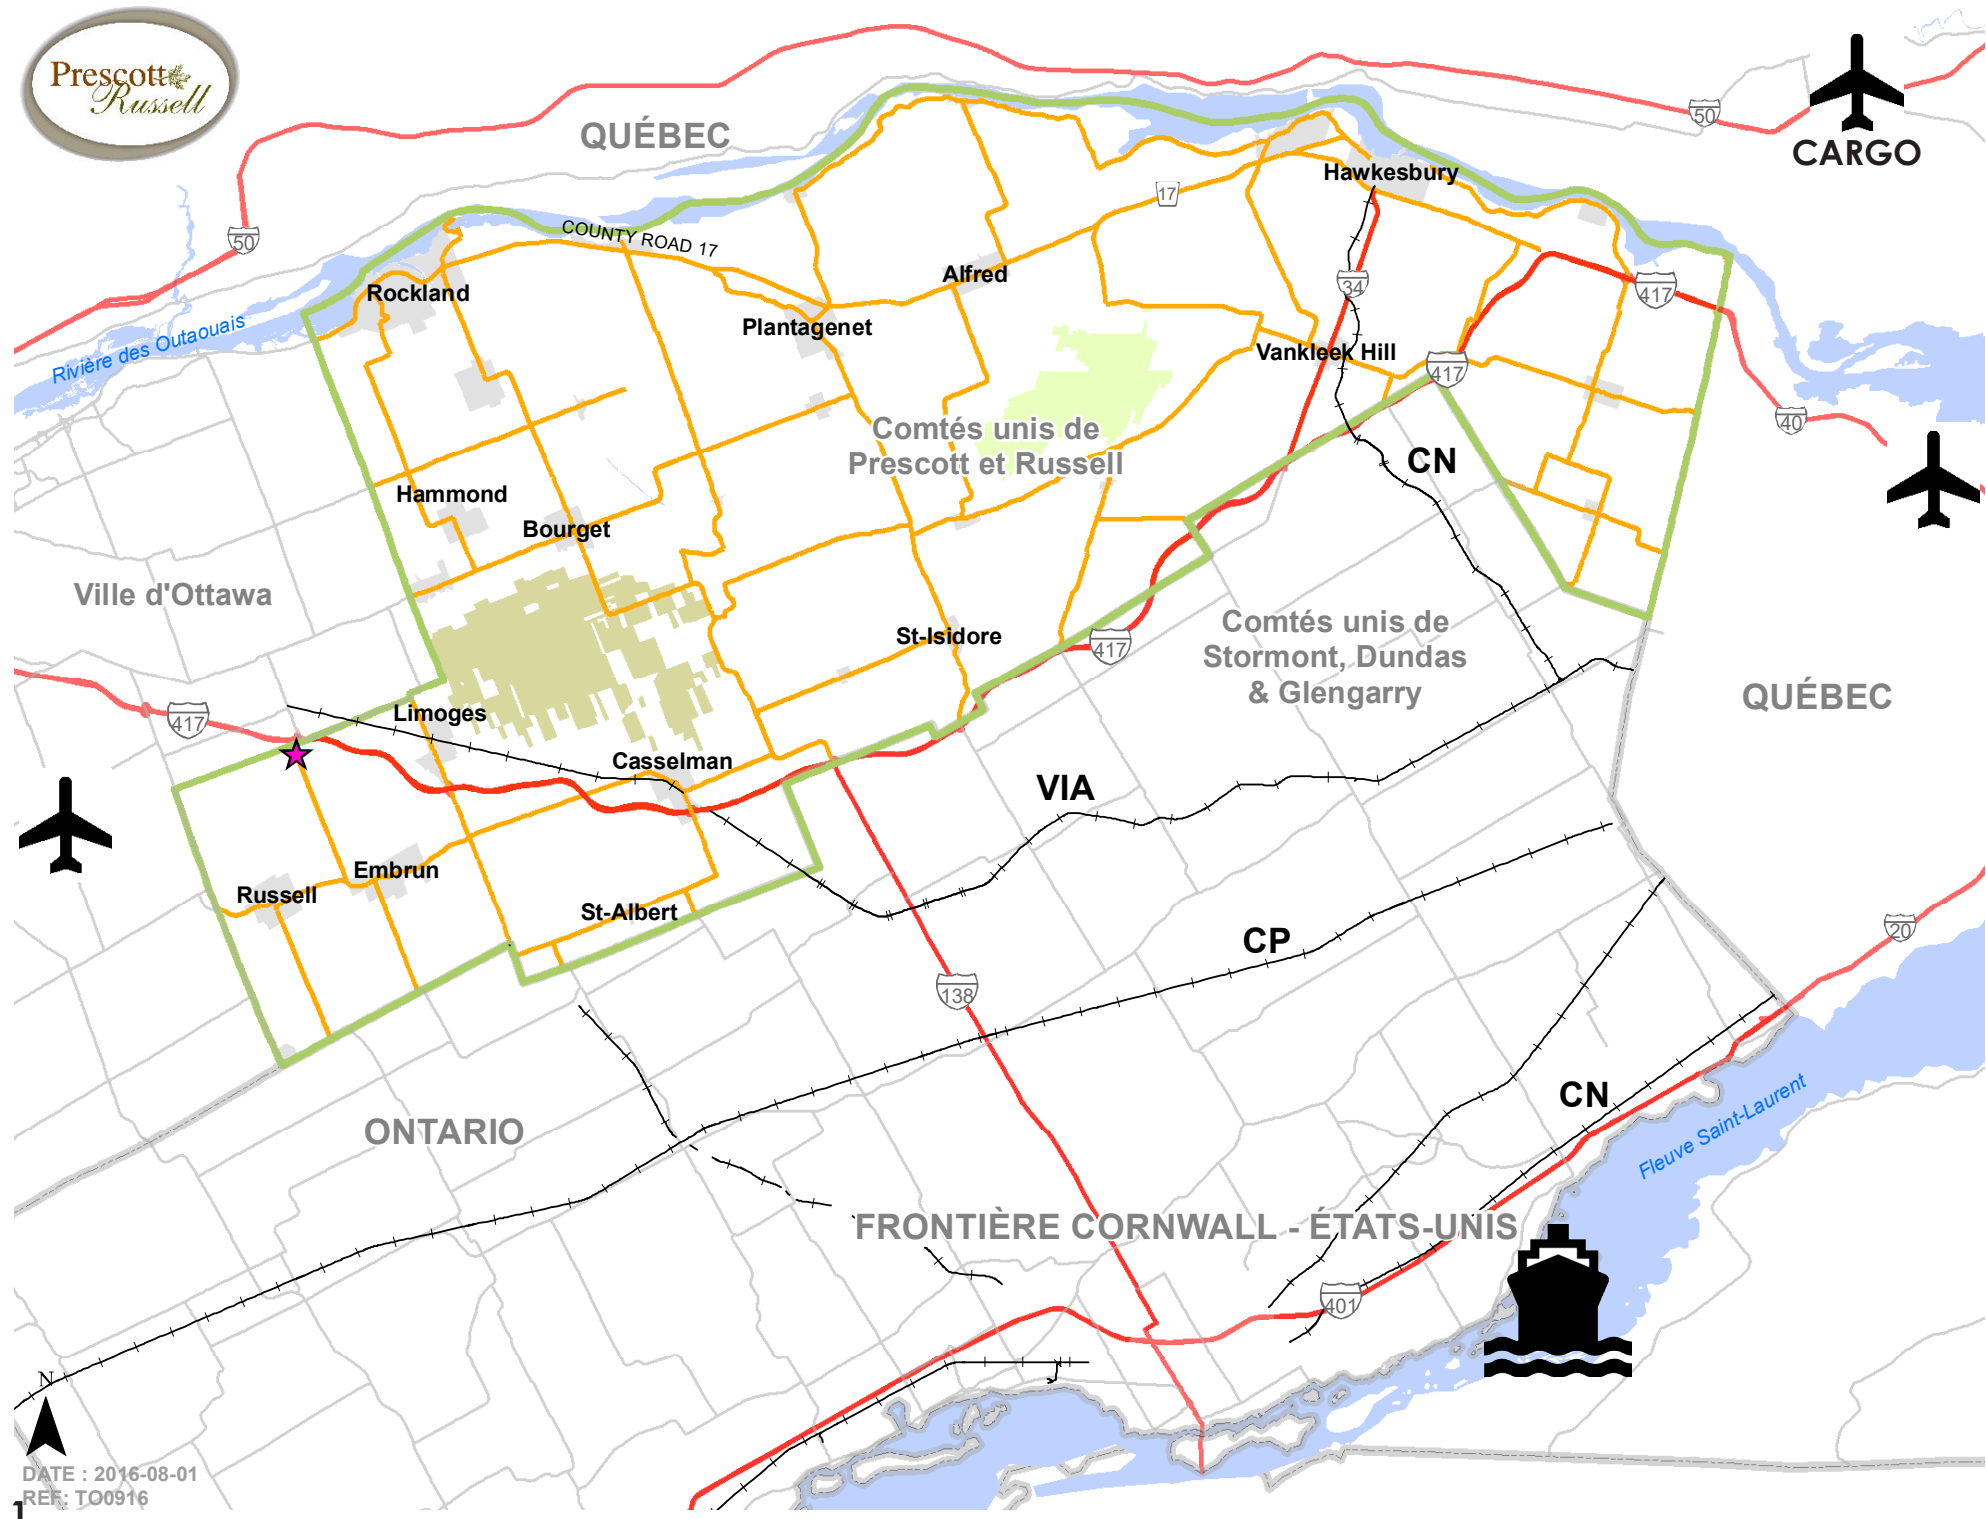 Prescott
Russell
QUÉBEC
50
CARGO
50
Hawkesbury
17
COUNTY ROAD 17
Rockland
Alfred
34
417
Plantagenet
Rivière des Outaouais
Vankleek Hill
417
40
Comtés unis de
Prescott et Russell
CN
Hammond
Bourget
Ville d'Ottawa
St-Isidore
417
Comtés unis de
Stormont, Dundas
& Glengarry
QUÉBEC
417
Limoges
Casselman
VIA
Embrun
Russell
St-Albert
CP
20
138
ONTARIO
CN
Fleuve Saint-Laurent
FRONTIÈRE CORNWALL - ÉTATS-UNIS
401
N
DATE : 2016-08-01
REF: TO0916
1